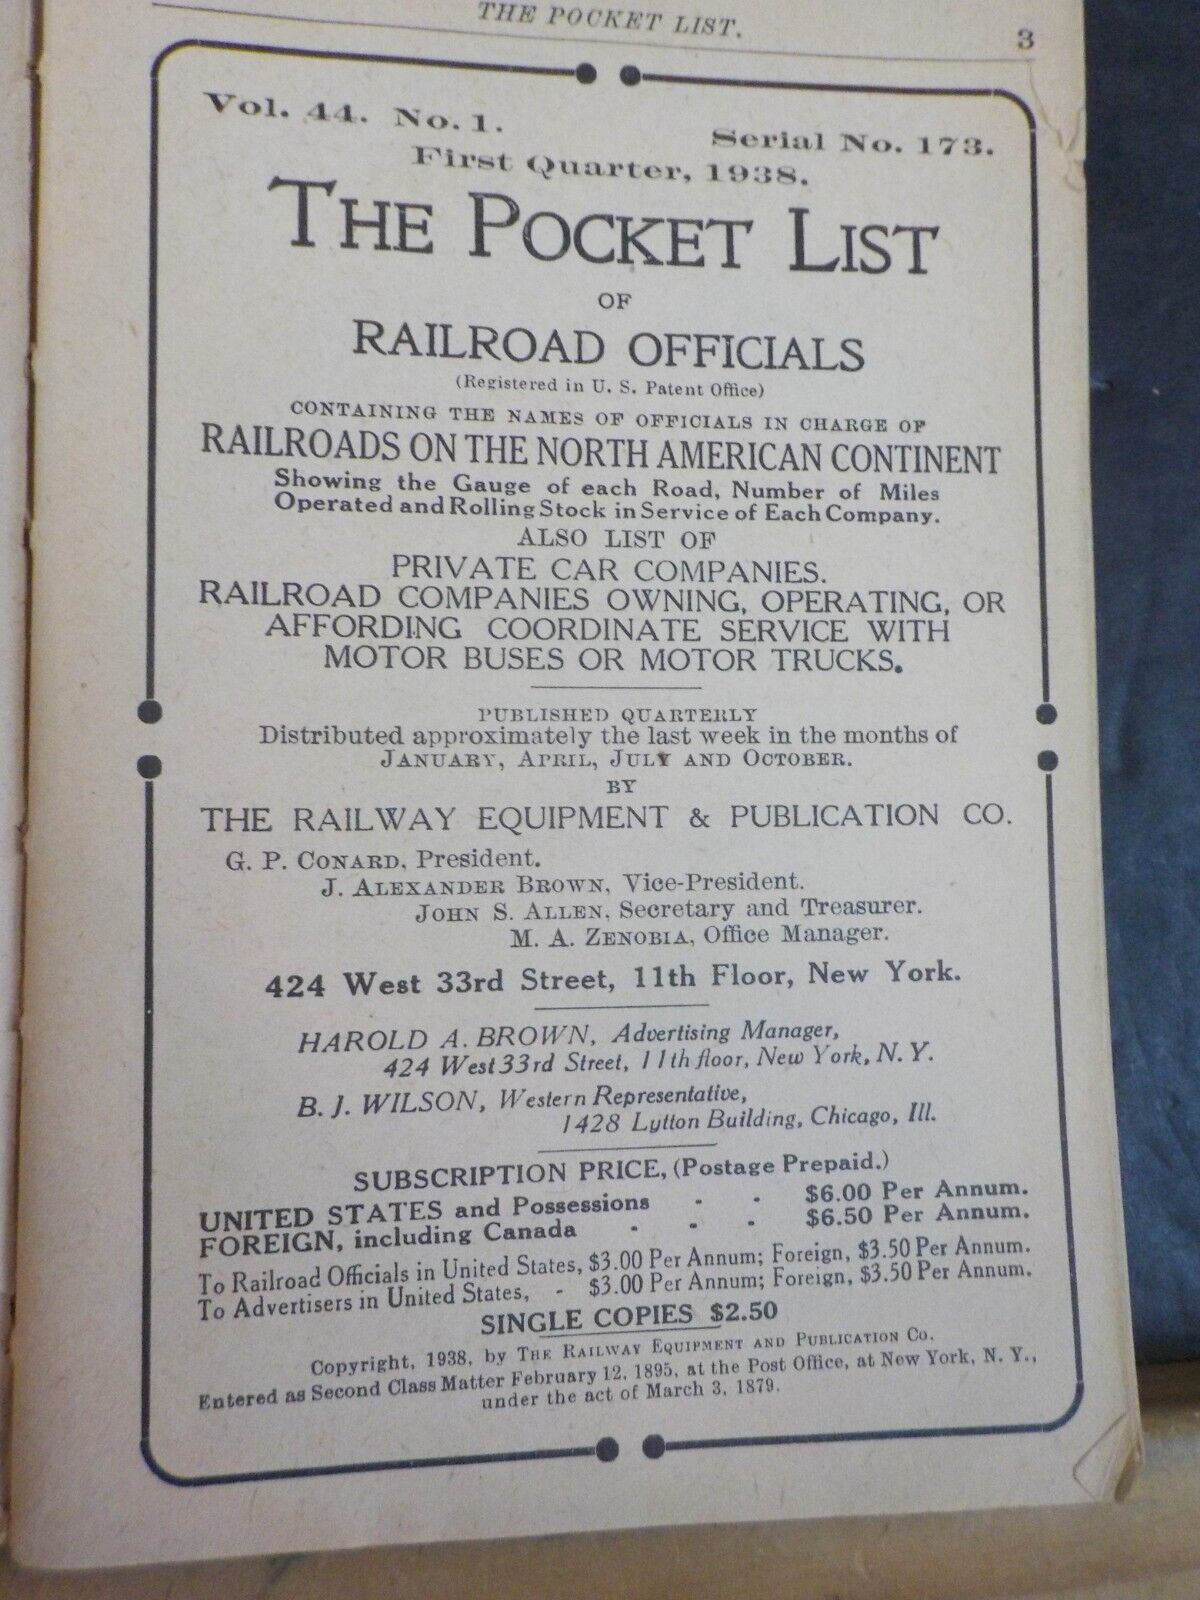 THE POCKET LIST.
3
Vol. 44. No. 1.
Serial No. 173.
First Quarter, 1938.
THE POCKET LIST
OF
RAILROAD OFFICIALS
(Registered in U. S. Patent Office)
CONTAINING THE NAMES OF OFFICIALS IN CHARGE OF
RAILROADS ON THE NORTH AMERICAN CONTINENT
Showing the Gauge of each Road, Number of Miles
Operated and Rolling Stock in Service of Each Company.
ALSO LIST OF
PRIVATE CAR COMPANIES.
RAILROAD COMPANIES OWNING, OPERATING, OR
AFFORDING COORDINATE SERVICE WITH
MOTOR BUSES OR MOTOR TRUCKS.
PUBLISHED QUARTERLY
Distributed approximately the last week in the months of
JANUARY, APRIL, JULY AND OCTOBER.
BY
THE RAILWAY EQUIPMENT & PUBLICATION CO.
G. P. CONARD, President.
J. ALEXANDER BROWN, Vice-President.
JOHN S. ALLEN, Secretary and Treasurer.
M. A. ZENOBIA, Office Manager.
424 West 33rd Street, 11th Floor, New York.
HAROLD A. BROWN, Advertising Manager,
424 West 33rd Street, 11th floor, New York, N. Y.
B. J. WILSON, Western Representative,
1428 Lytton Building, Chicago, Ill.
SUBSCRIPTION PRICE, (Postage Prepaid.)
UNITED STATES and Possessions - - $6.00 Per Annum.
FOREIGN, including Canada - - - $6.50 Per Annum.
To Railroad Officials in United States, $3.00 Per Annum; Foreign, $3.50 Per Annum.
To Advertisers in United States, - $3.00 Per Annum; Foreign, $3.50 Per Annum.
SINGLE COPIES $2.50
Copyright, 1938, by THE RAILWAY EQUIPMENT AND PUBLICATION CO.
Entered as Second Class Matter February 12, 1895, at the Post Office, at New York, N. Y.,
under the act of March 3, 1879.